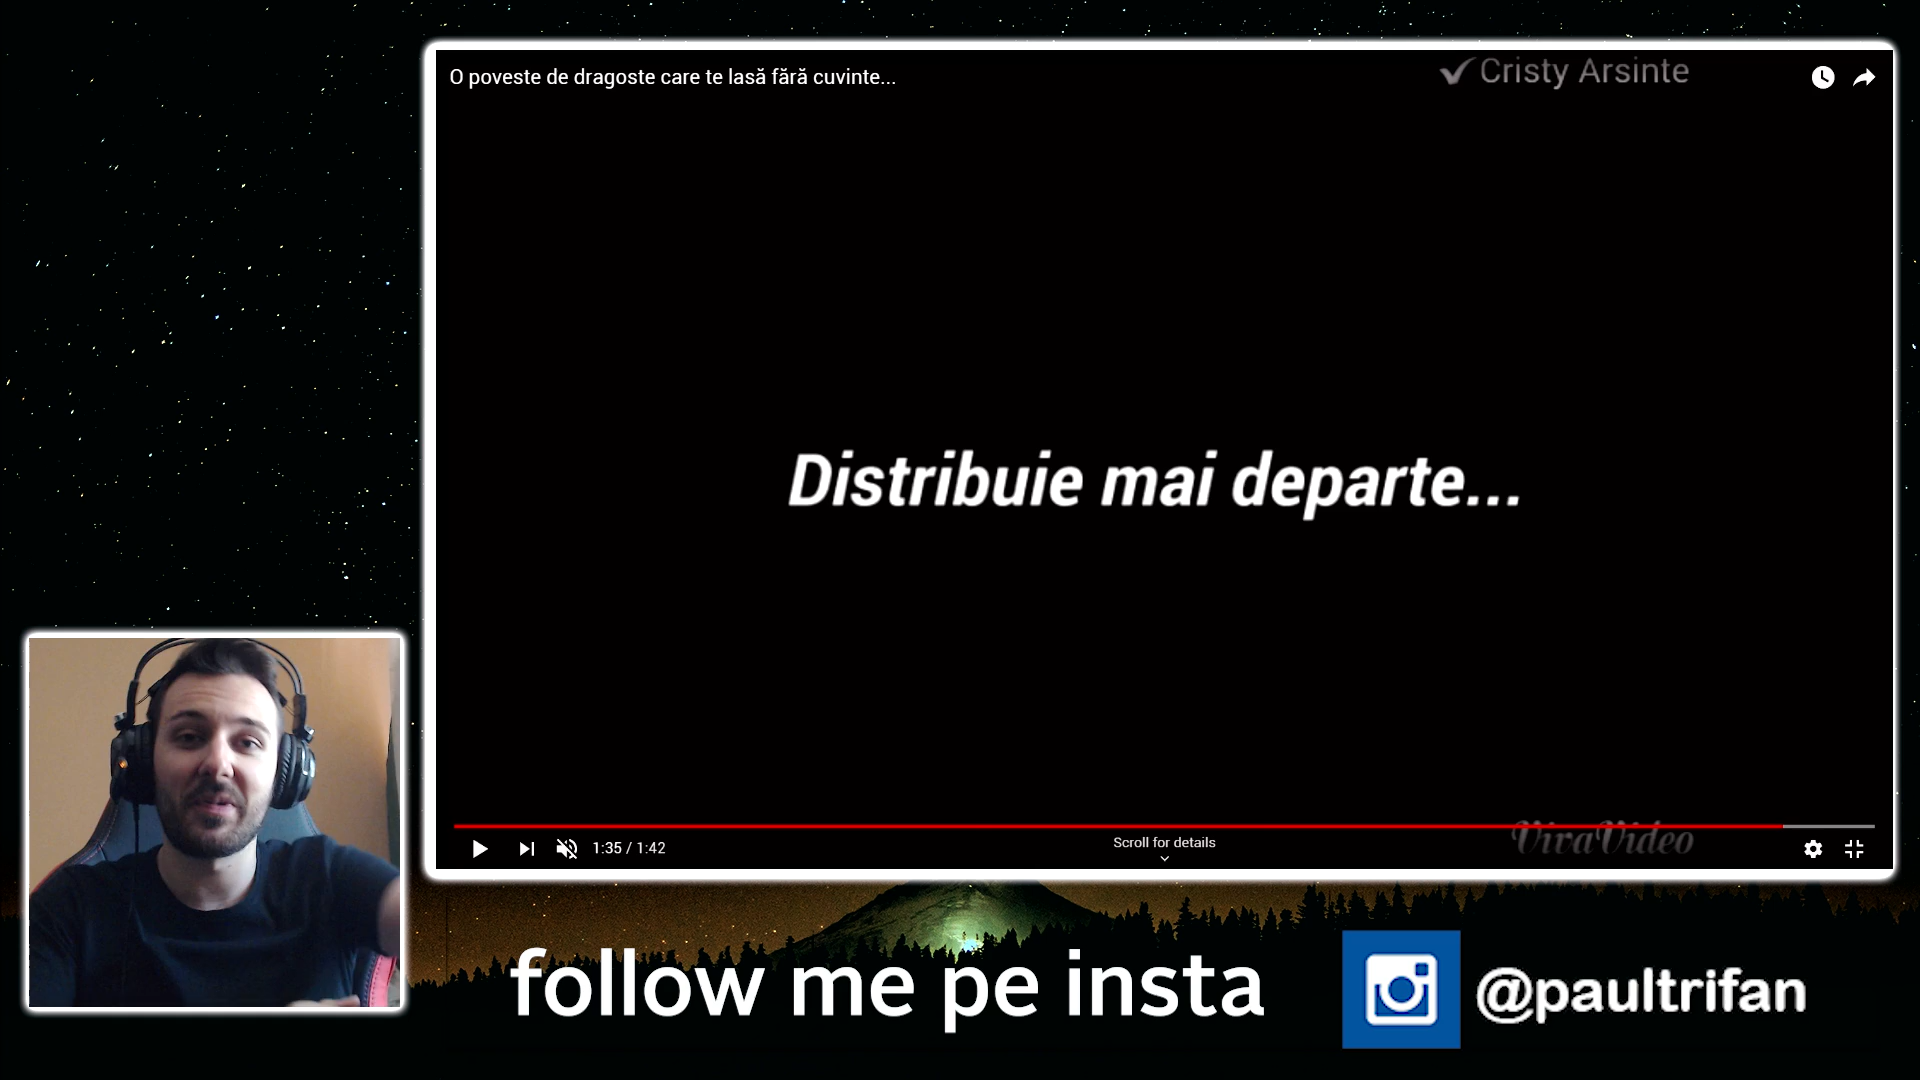 O poveste de dragoste care te lasă fără cuvinte...
Cristy Arsinte
Distribuie mai departe...
1:35 / 1:42
Scroll for details
VivaVideo
follow me pe insta
@paultrifan